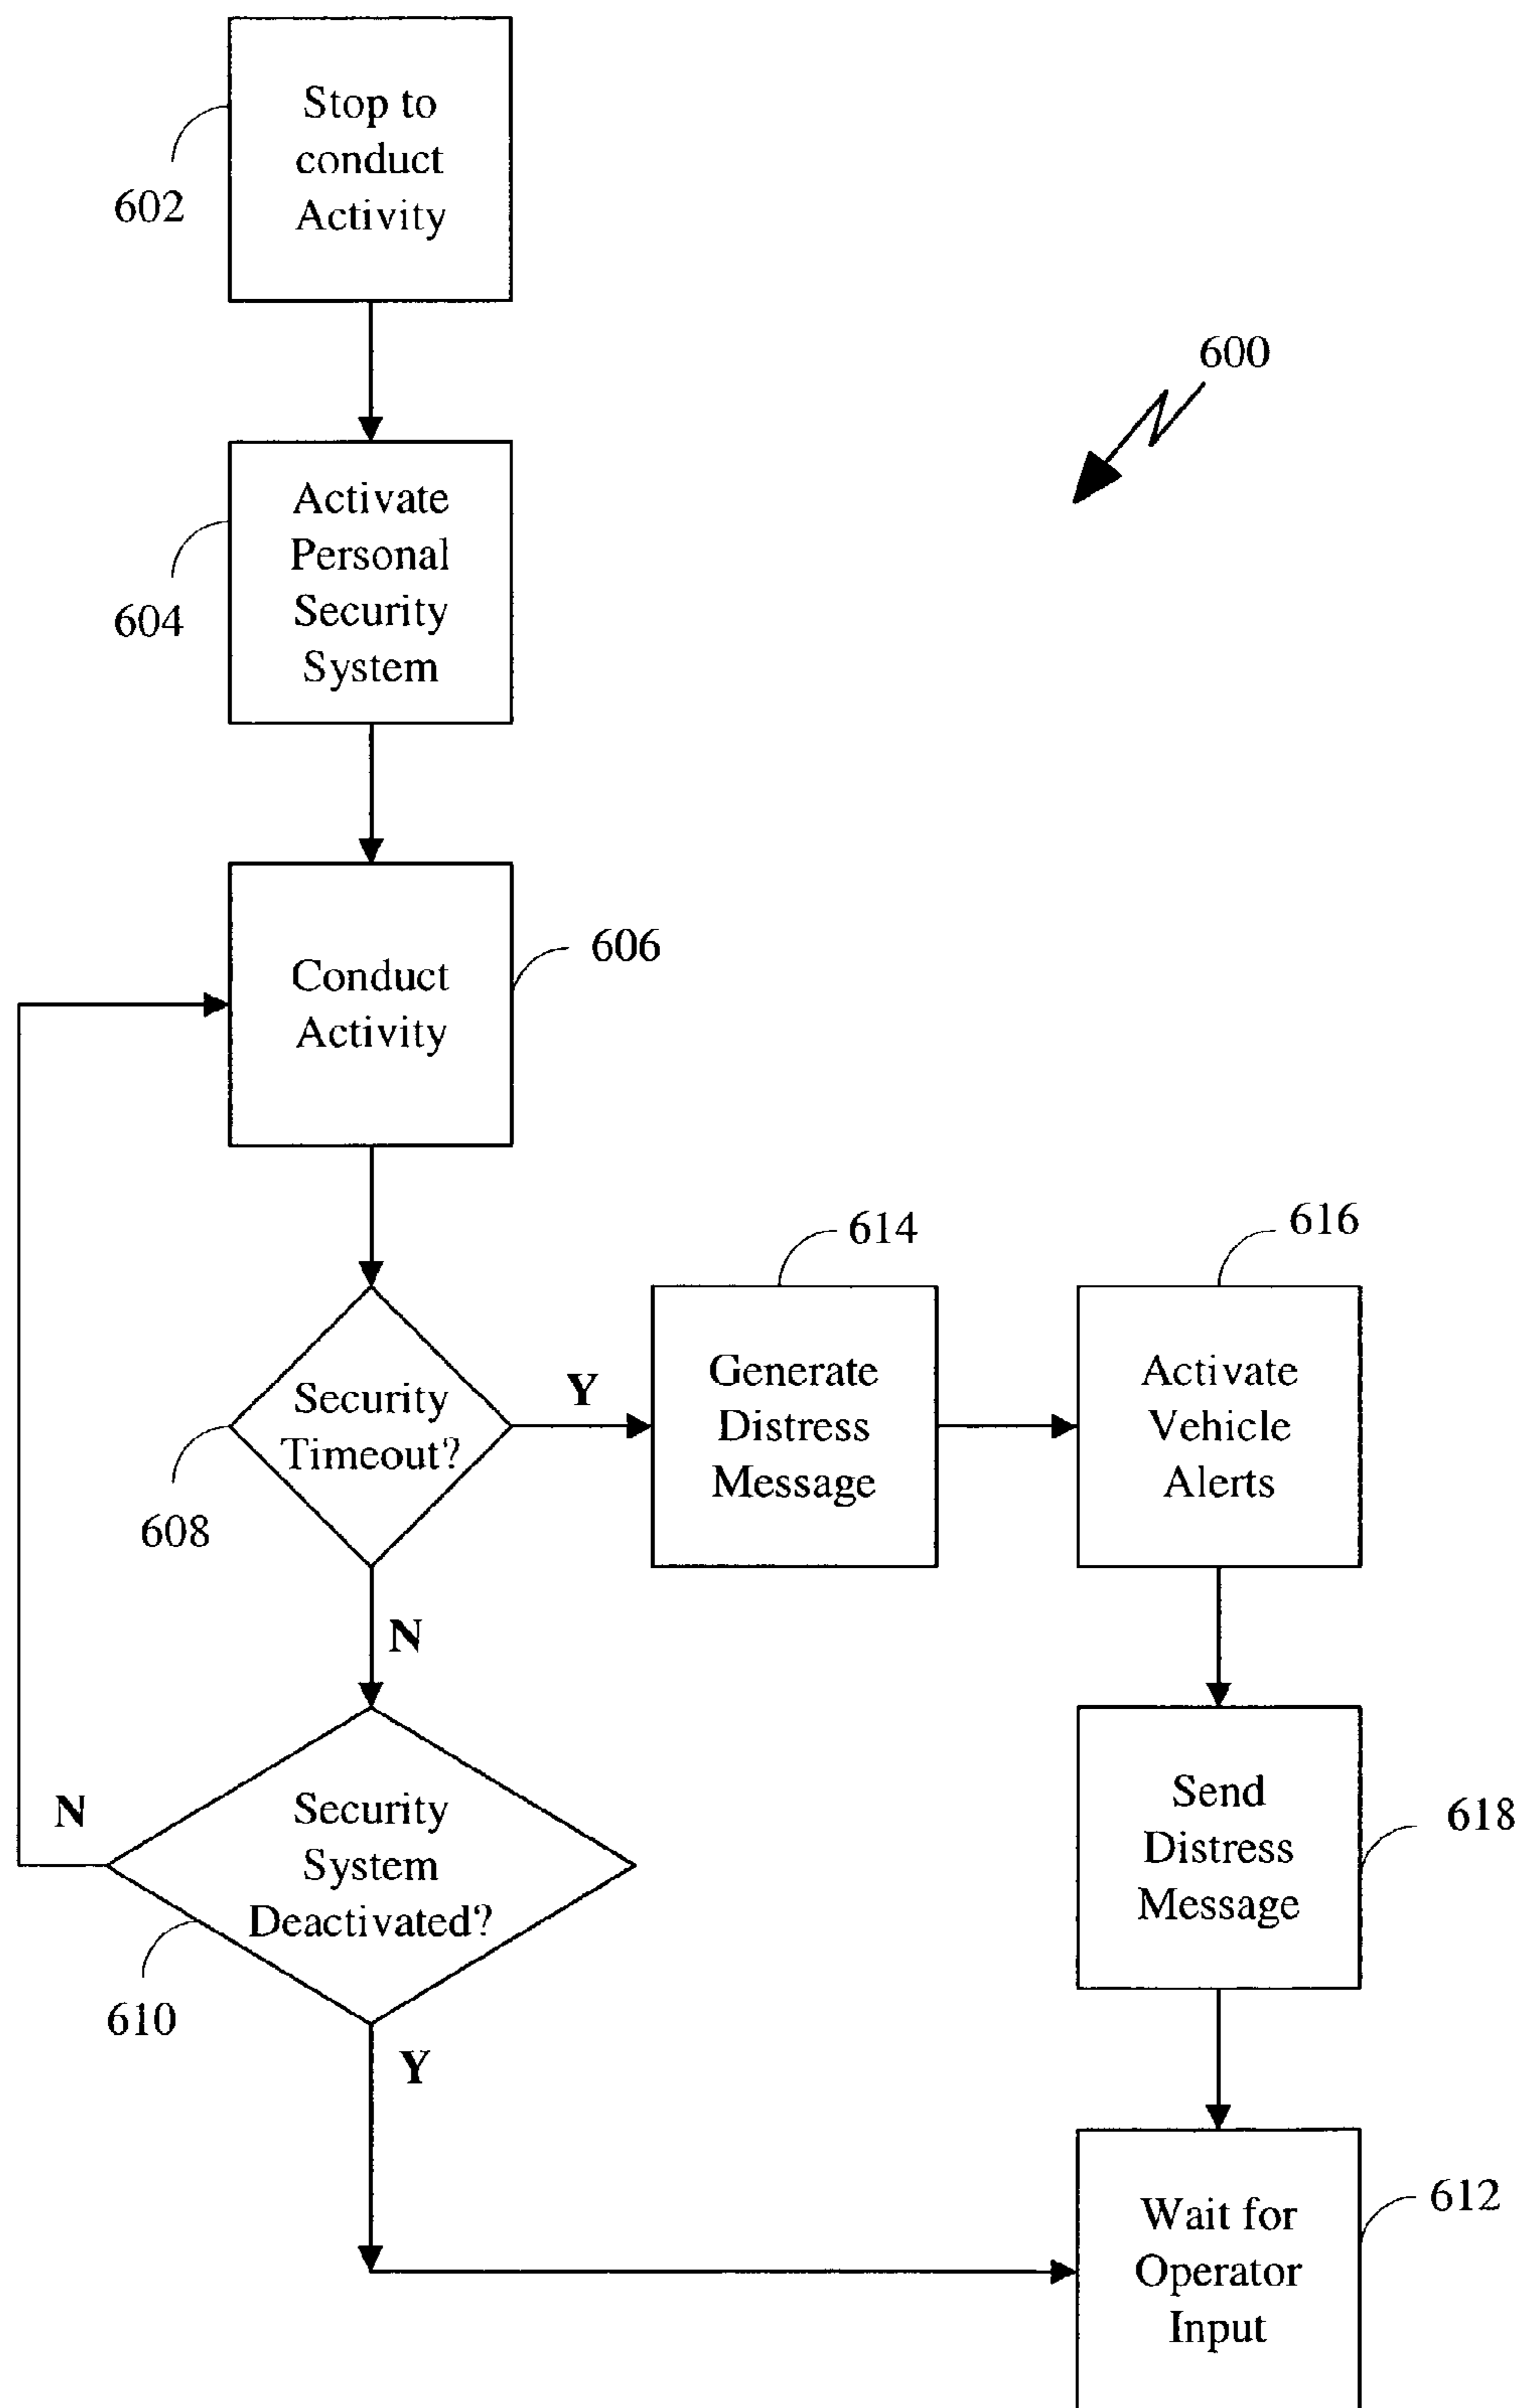 Stop to
conduct
Activity
602
600
Activate
Personal
Security
System
604
Conduct
Activity
606
614
616
Security
Timeout?
608
Y
Generate
Distress
Message
Activate
Vehicle
Alerts
N
N
Security
System
Deactivated?
610
Send
Distress
Message
618
Y
Wait for
Operator
Input
612